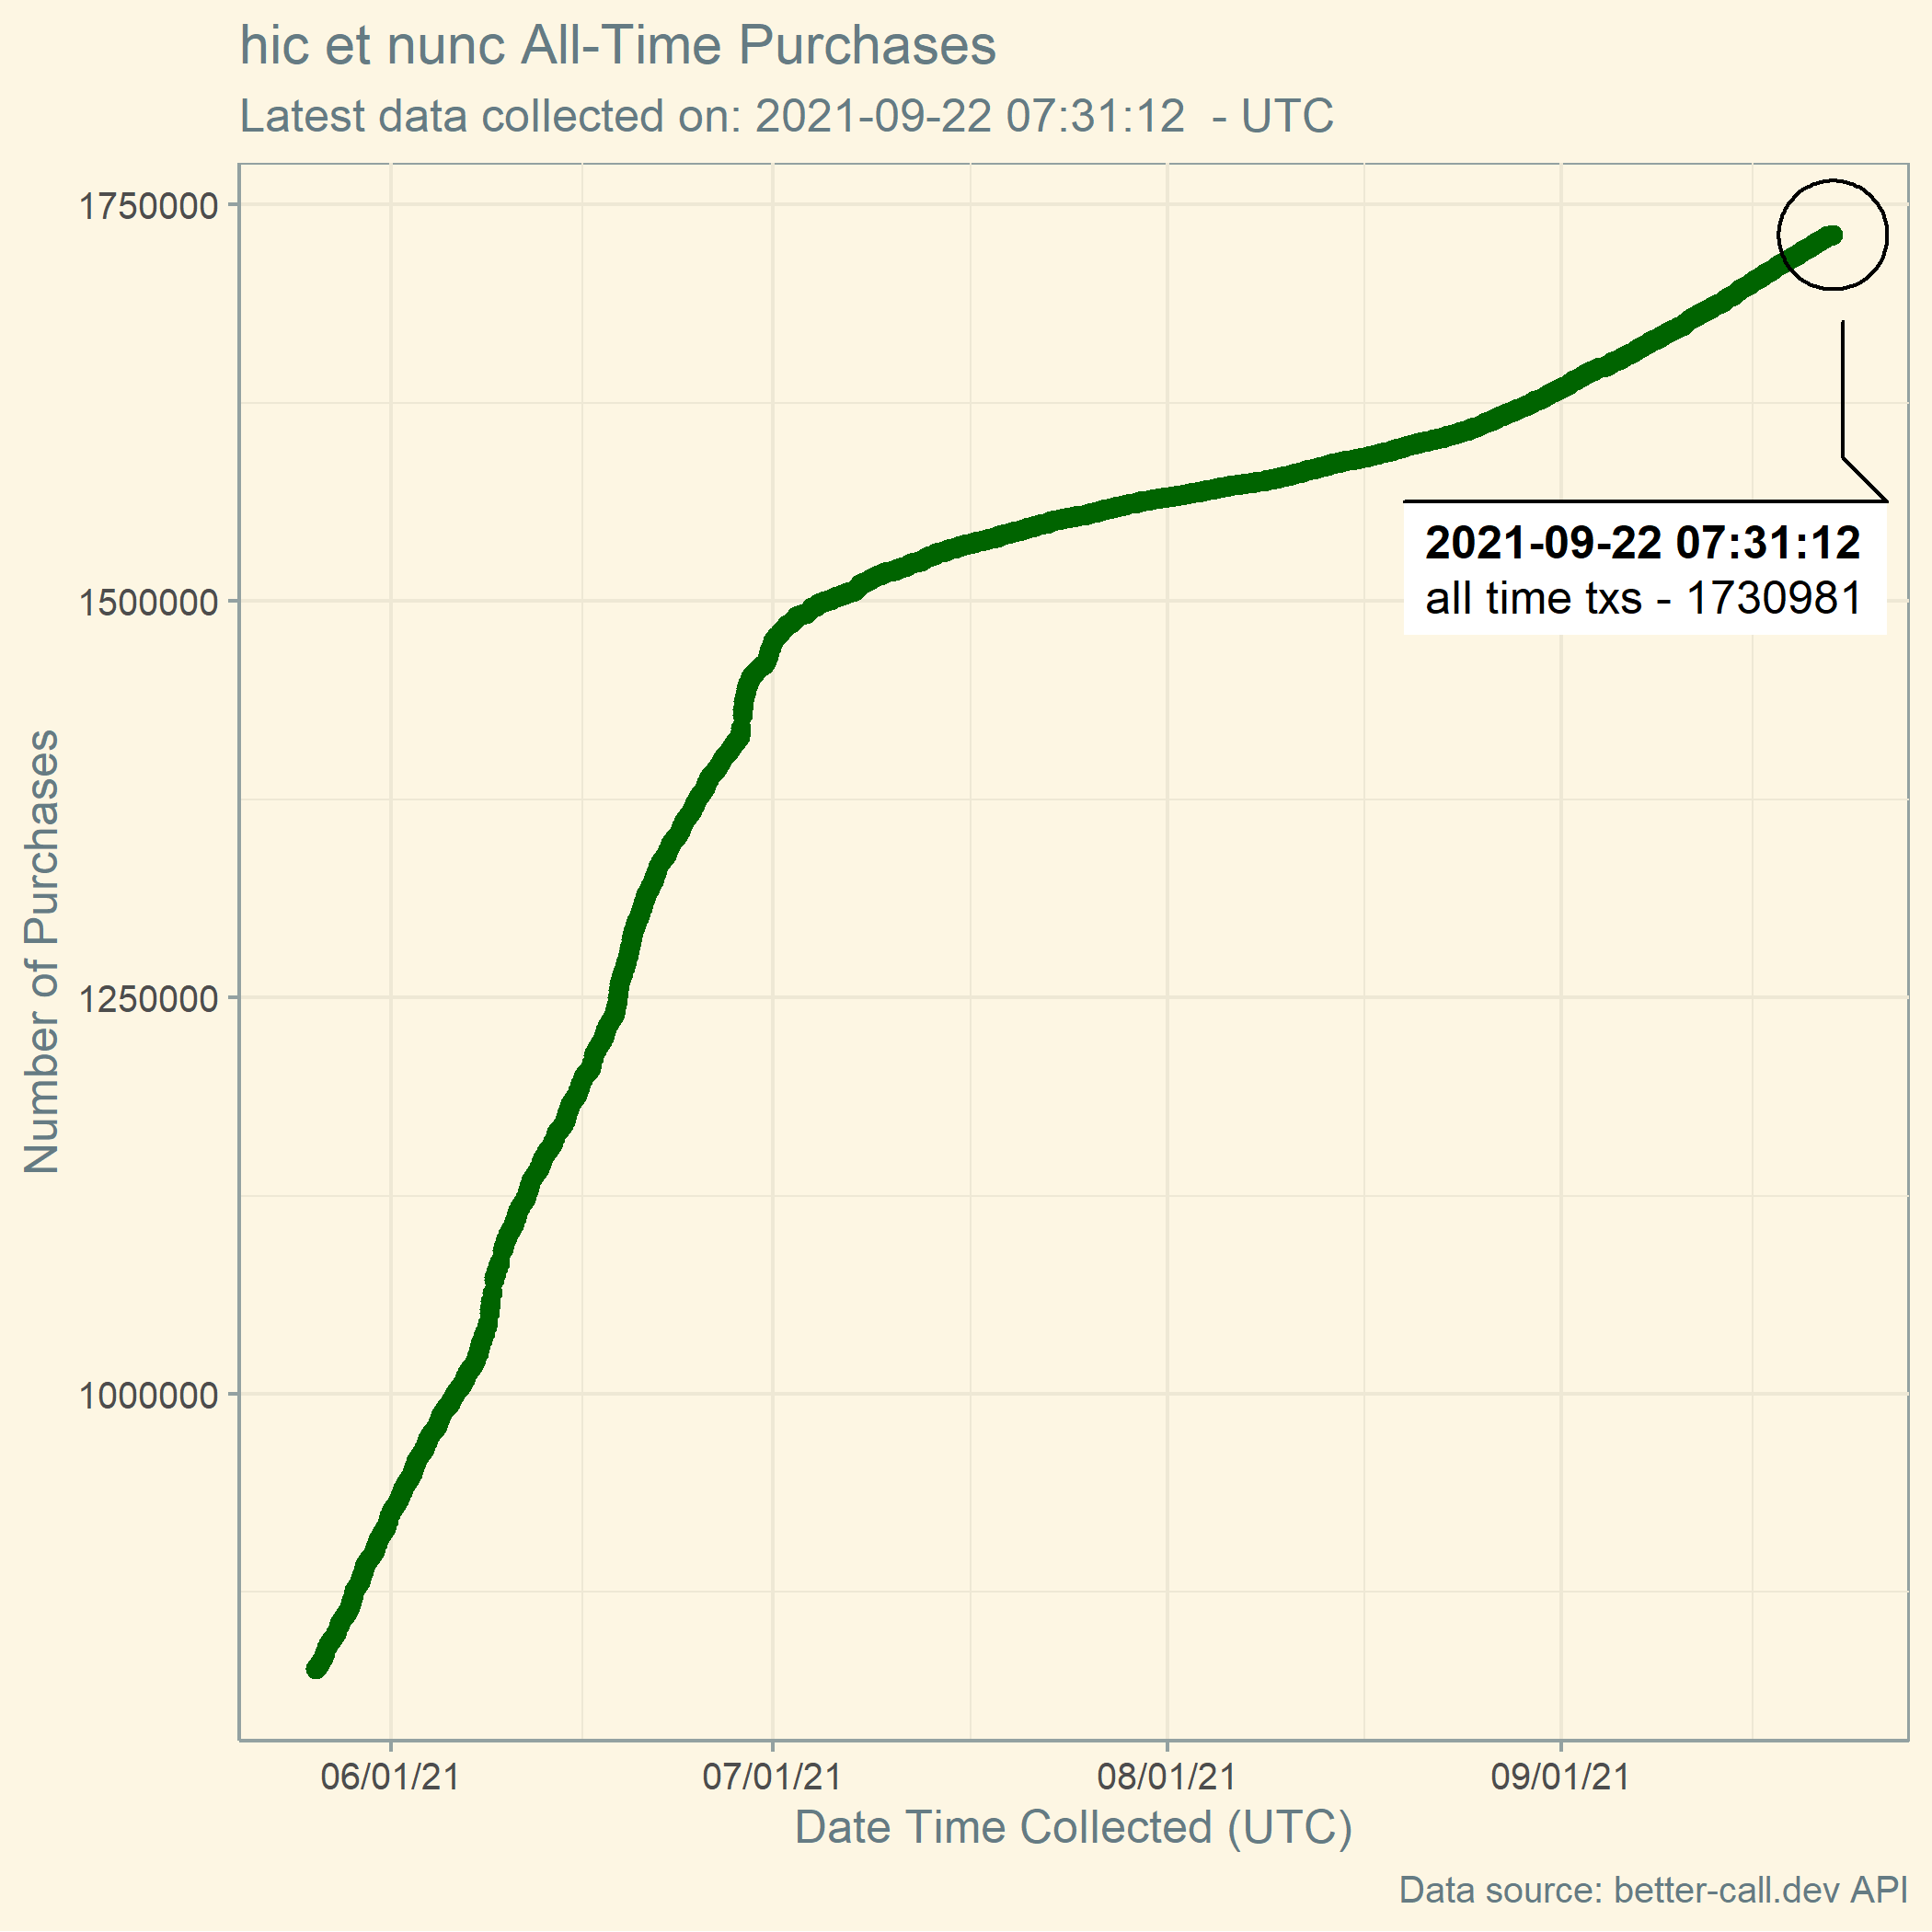 hic et nunc All-Time Purchases
Latest data collected on: 2021-09-22 07:31:12  - UTC
Number of Purchases
1750000
1500000
1250000
1000000
2021-09-22 07:31:12
all time txs - 1730981
06/01/21
07/01/21
08/01/21
09/01/21
Date Time Collected (UTC)
Data source: better-call.dev API